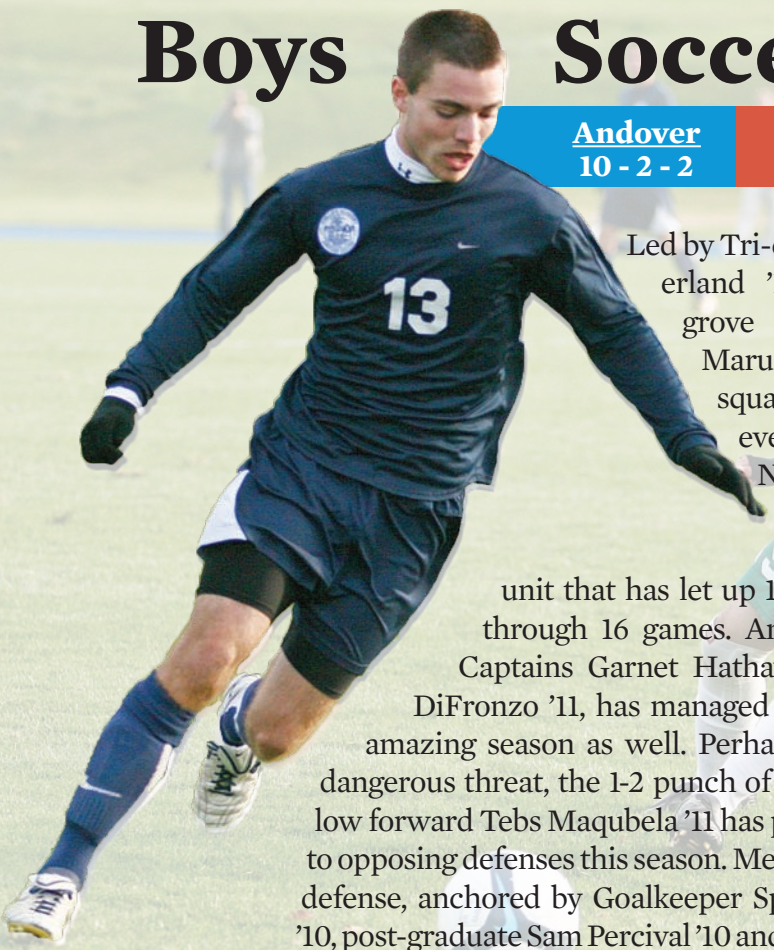 Boys Socce
Andover
10 - 2 - 2
13
Led by Tri-
erland ’
grove
Maru
squa
eve
N
unit that has let up 1
through 16 games. An
Captains Garnet Hatha
DiFronzo ’11, has managed
amazing season as well. Perha
dangerous threat, the 1-2 punch of
low forward Tebs Maqubela ’11 has p
to opposing defenses this season. Me
defense, anchored by Goalkeeper Sp
’10, post-graduate Sam Percival ’10 and